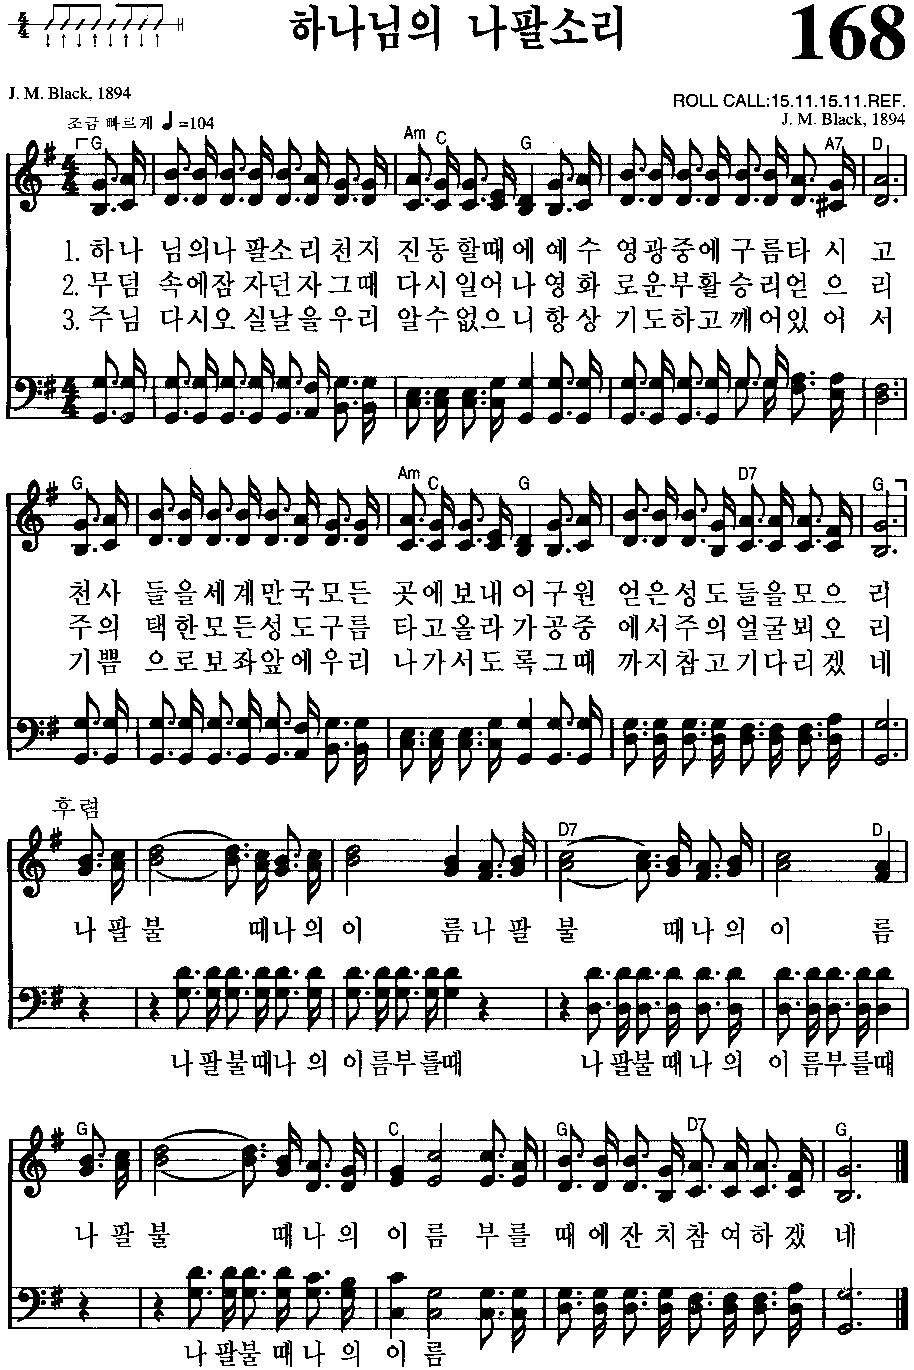 4/4
하나님의 나팔소리
168
J. M. Black, 1894
ROLL CALL:15.11.15.11.REF.
J. M. Black, 1894
조금 빠르게 ♩=104
G Am C G A7 D
1. 하나 님의나 팔소리 천지 진동할때에 예수 영광중에 구름타 시 고
2. 무덤 속에잠 자던자 그때 다시일어나 영화 로운부활 승리얻 으 리
3. 주님 다시오 실날을 우리 알수없으니 항상 기도하고 깨어있 어 서
G Am C G D7 G
천사 들을세계만국모든 곳에보내어구원 얻은성도들을모으 리
주의 택한모든성도구름 타고올라가공중 에서주의얼굴뵈오 리
기쁨 으로보좌앞에우리 나가서도록그때 까지참고기다리겠 네
후렴
D7 D
나 팔 불 때나 의 이 름나 팔 불 때나 의 이 름
나 팔불때나 의 이름부를때 나 팔불 때나 의 이 름부를때
G C G D7 G
나 팔 불 때나 의 이 름 부 를 때에잔 치참 여하 겠 네
나 팔불 때나 의 이 름